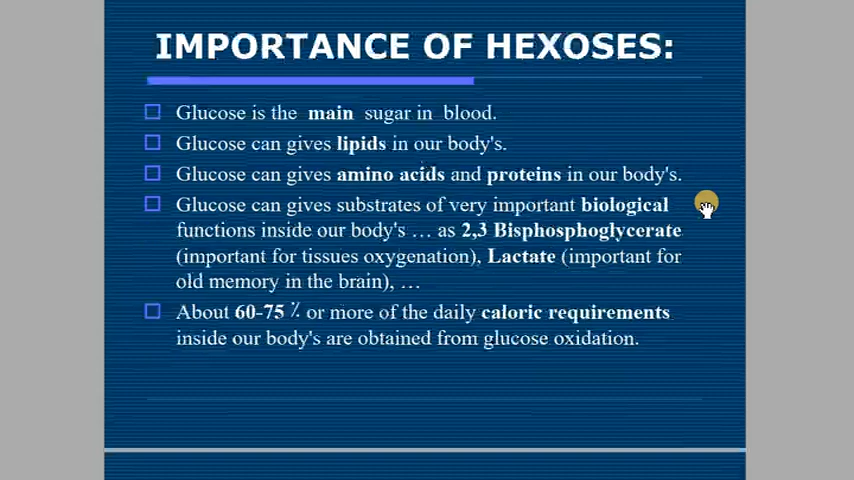 IMPORTANCE OF HEXOSES:
Glucose is the main sugar in blood.
Glucose can gives lipids in our body's.
Glucose can gives amino acids and proteins in our body's.
Glucose can gives substrates of very important biological
functions inside our body's … as 2,3 Bisphosphoglycerate
(important for tissues oxygenation), Lactate (important for
old memory in the brain), …
About 60-75 ٪ or more of the daily caloric requirements
inside our body's are obtained from glucose oxidation.